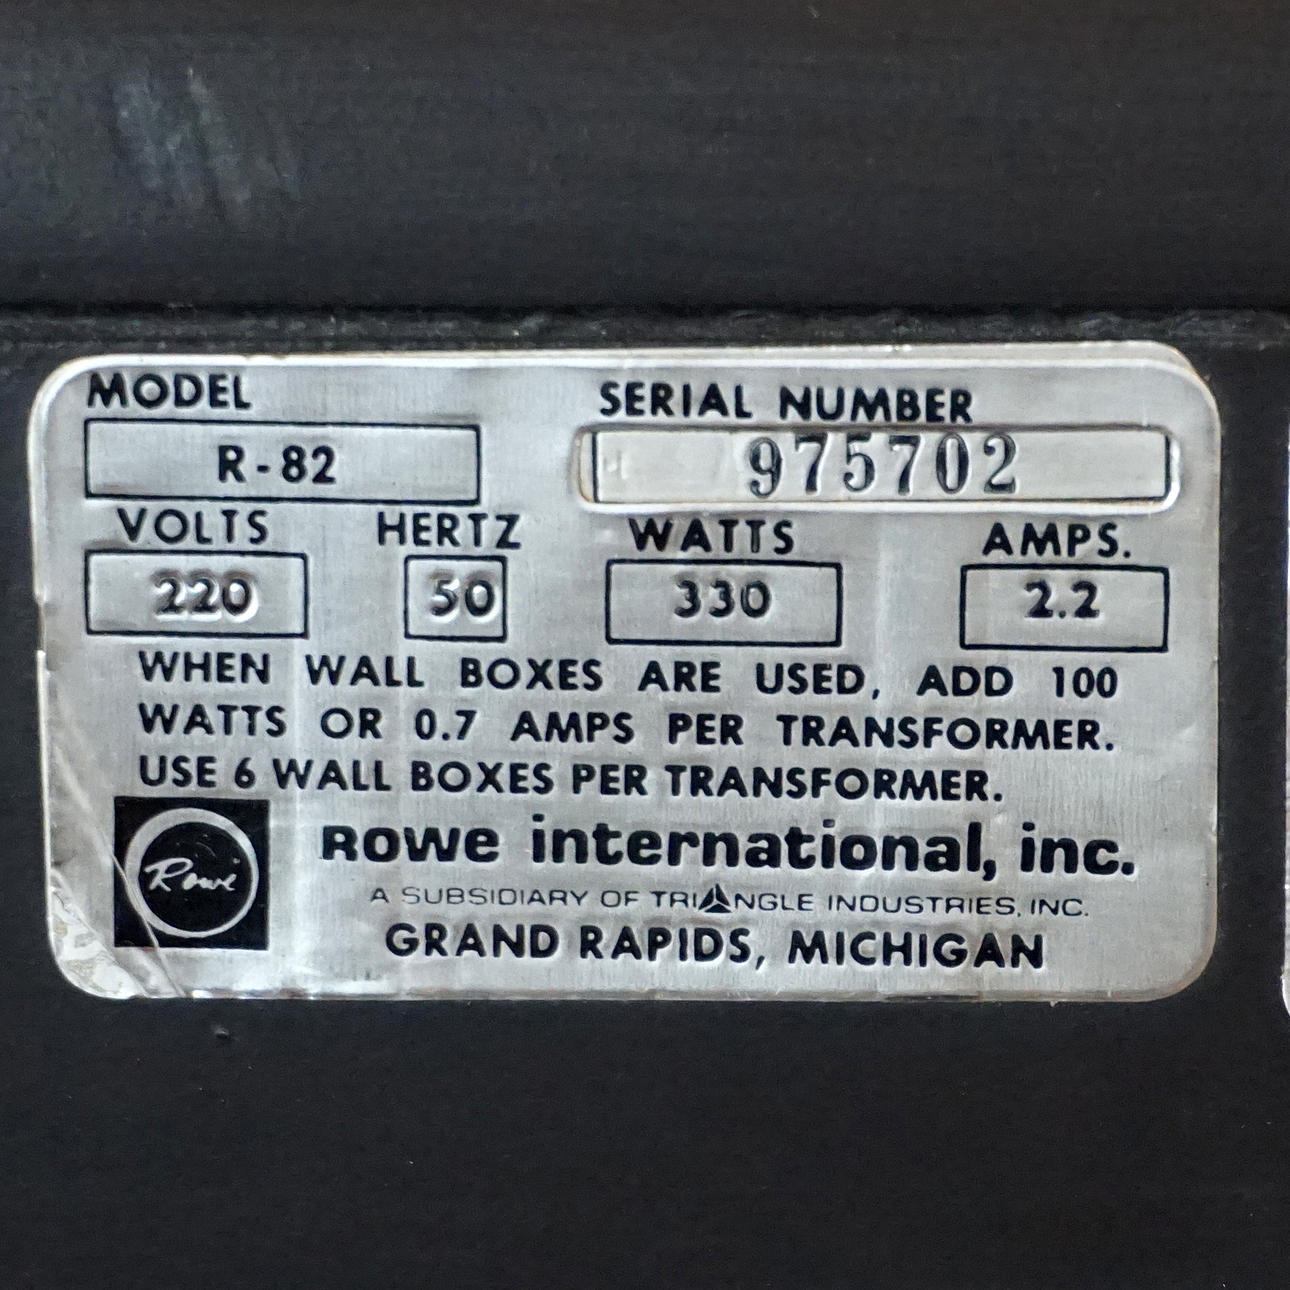 MODEL SERIAL NUMBER
R-82 975702
VOLTS HERTZ WATTS AMPS.
220 50 330 2.2
WHEN WALL BOXES ARE USED, ADD 100
WATTS OR 0.7 AMPS PER TRANSFORMER.
USE 6 WALL BOXES PER TRANSFORMER.
Rowe
Rowe international, inc.
A SUBSIDIARY OF TRIANGLE INDUSTRIES, INC.
GRAND RAPIDS, MICHIGAN